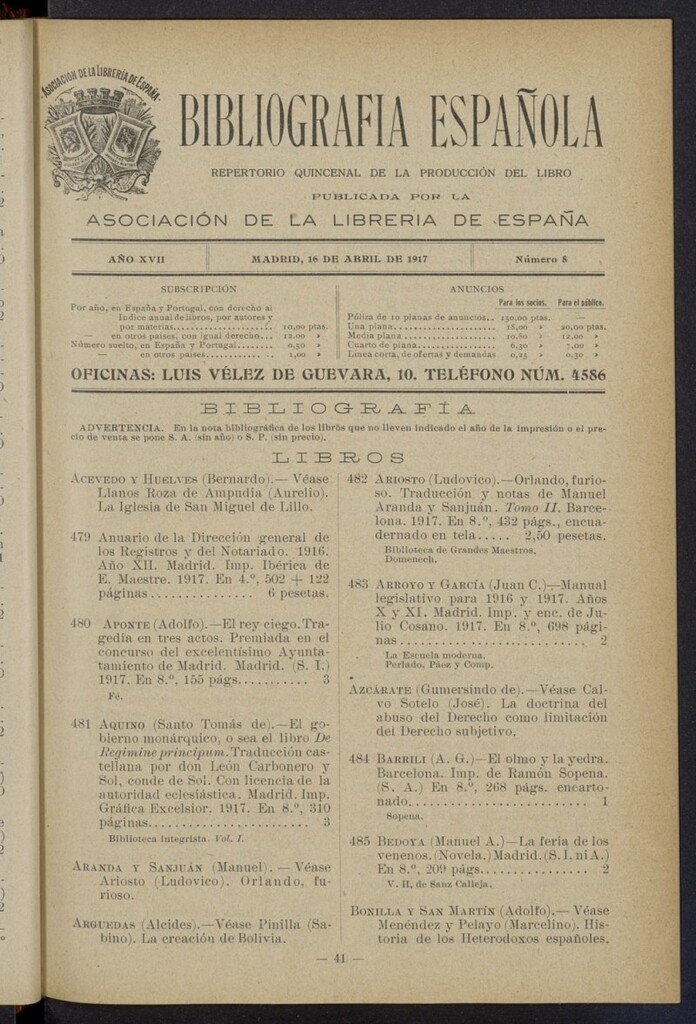 ASOCIACIÓN DE LA LIBRERÍA DE ESPAÑA
BIBLIOGRAFIA ESPAÑOLA
REPERTORIO QUINCENAL DE LA PRODUCCIÓN DEL LIBRO
PUBLICADA POR LA
ASOCIACIÓN DE LA LIBRERIA DE ESPAÑA
AÑO XVII
MADRID, 16 DE ABRIL DE 1917
Número 8
SUBSCRIPCIÓN
Por año, en España y Portugal, con derecho al
Índice anual de libros, por autores y
por materias.................... 10,00 ptas.
— en otros países, con igual derecho... 12,00 »
Número suelto, en España y Portugal........ 0,50 »
— en otros países............ 1,00 »
ANUNCIOS
Para los socios. Para el público.
Póliza de 10 planas de anuncios.. 150,00 ptas. —
Una plana...................... 18,00 » 20,00 ptas.
Media plana.................... 10,80 » 12,00 »
Cuarto de plana................ 6,30 » 7,00 »
Línea corta, de ofertas y demandas 0,25 » 0,30 »
OFICINAS: LUIS VÉLEZ DE GUEVARA, 10. TELÉFONO NÚM. 4586
BIBLIOGRAFÍA
ADVERTENCIA. En la nota bibliográfica de los libros que no lleven indicado el año de la impresión o el pre-
cio de venta se pone S. A. (sin año) o S. P. (sin precio).
LIBROS
ACEVEDO Y HUELVES (Bernardo).— Véase
Llanos Roza de Ampudia (Aurelio).
La Iglesia de San Miguel de Lillo.
479 Anuario de la Dirección general de
los Registros y del Notariado. 1916.
Año XII. Madrid. Imp. Ibérica de
E. Maestre. 1917. En 4.º, 502 + 122
páginas ............... 6 pesetas.
480 APONTE (Adolfo).—El rey ciego. Tra-
gedia en tres actos. Premiada en el
concurso del excelentísimo Ayunta-
tamiento de Madrid. Madrid. (S. I.)
1917. En 8.º, 155 págs.......... 3
Fé.
481 AQUINO (Santo Tomás de).—El go-
bierno monárquico, o sea el libro De
Regimine principum. Traducción cas-
tellana por don León Carbonero y
Sol, conde de Sol. Con licencia de la
autoridad eclesiástica. Madrid. Imp.
Gráfica Excelsior. 1917. En 8.º, 310
páginas........................ 3
Biblioteca integrista. Vol. I.
ARANDA Y SANJUÁN (Manuel). — Véase
Ariosto (Ludovico). Orlando, fu-
rioso.
ARGUEDAS (Alcides).—Véase Pinilla (Sa-
bino). La creación de Bolivia.
482 ARIOSTO (Ludovico).—Orlando, furio-
so. Traducción y notas de Manuel
Aranda y Sanjuán. Tomo II. Barce-
lona. 1917. En 8.º, 432 págs., encua-
dernado en tela..... 2,50 pesetas.
Biblioteca de Grandes Maestros,
Domenech.
483 ARROYO Y GARCÍA (Juan C.)—Manual
legislativo para 1916 y 1917. Años
X y XI. Madrid. Imp. y enc. de Ju-
lio Cosano. 1917. En 8.º, 698 pági-
nas ........................... 2
La Escuela moderna.
Perlado, Páez y Comp.
AZCÁRATE (Gumersindo de).—Véase Cal-
vo Sotelo (José). La doctrina del
abuso del Derecho como limitación
del Derecho subjetivo.
484 BARRILI (A. G.)—El olmo y la yedra.
Barcelona. Imp. de Ramón Sopena.
(S. A.) En 8.º, 268 págs. encarto-
nado........................... 1
Sopena.
485 BEDOYA (Manuel A.)—La feria de los
venenos. (Novela.) Madrid. (S. I. ni A.)
En 8.º, 209 págs............... 2
V. H. de Sanz Calleja.
BONILLA Y SAN MARTÍN (Adolfo).— Véase
Menéndez y Pelayo (Marcelino). His-
toria de los Heterodoxos españoles.
— 41 —